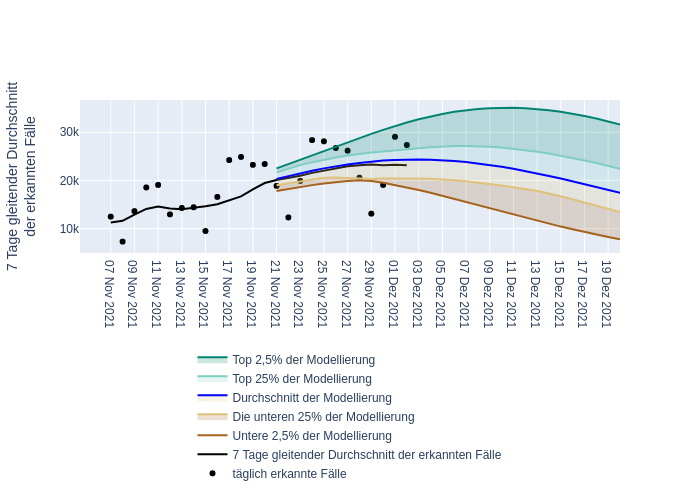 7 Tage gleitender Durchschnitt
der erkannten Fälle
30k
20k
10k
07 Nov 2021
09 Nov 2021
11 Nov 2021
13 Nov 2021
15 Nov 2021
17 Nov 2021
19 Nov 2021
21 Nov 2021
23 Nov 2021
25 Nov 2021
27 Nov 2021
29 Nov 2021
01 Dez 2021
03 Dez 2021
05 Dez 2021
07 Dez 2021
09 Dez 2021
11 Dez 2021
13 Dez 2021
15 Dez 2021
17 Dez 2021
19 Dez 2021
Top 2,5% der Modellierung
Top 25% der Modellierung
Durchschnitt der Modellierung
Die unteren 25% der Modellierung
Untere 2,5% der Modellierung
7 Tage gleitender Durchschnitt der erkannten Fälle
täglich erkannte Fälle